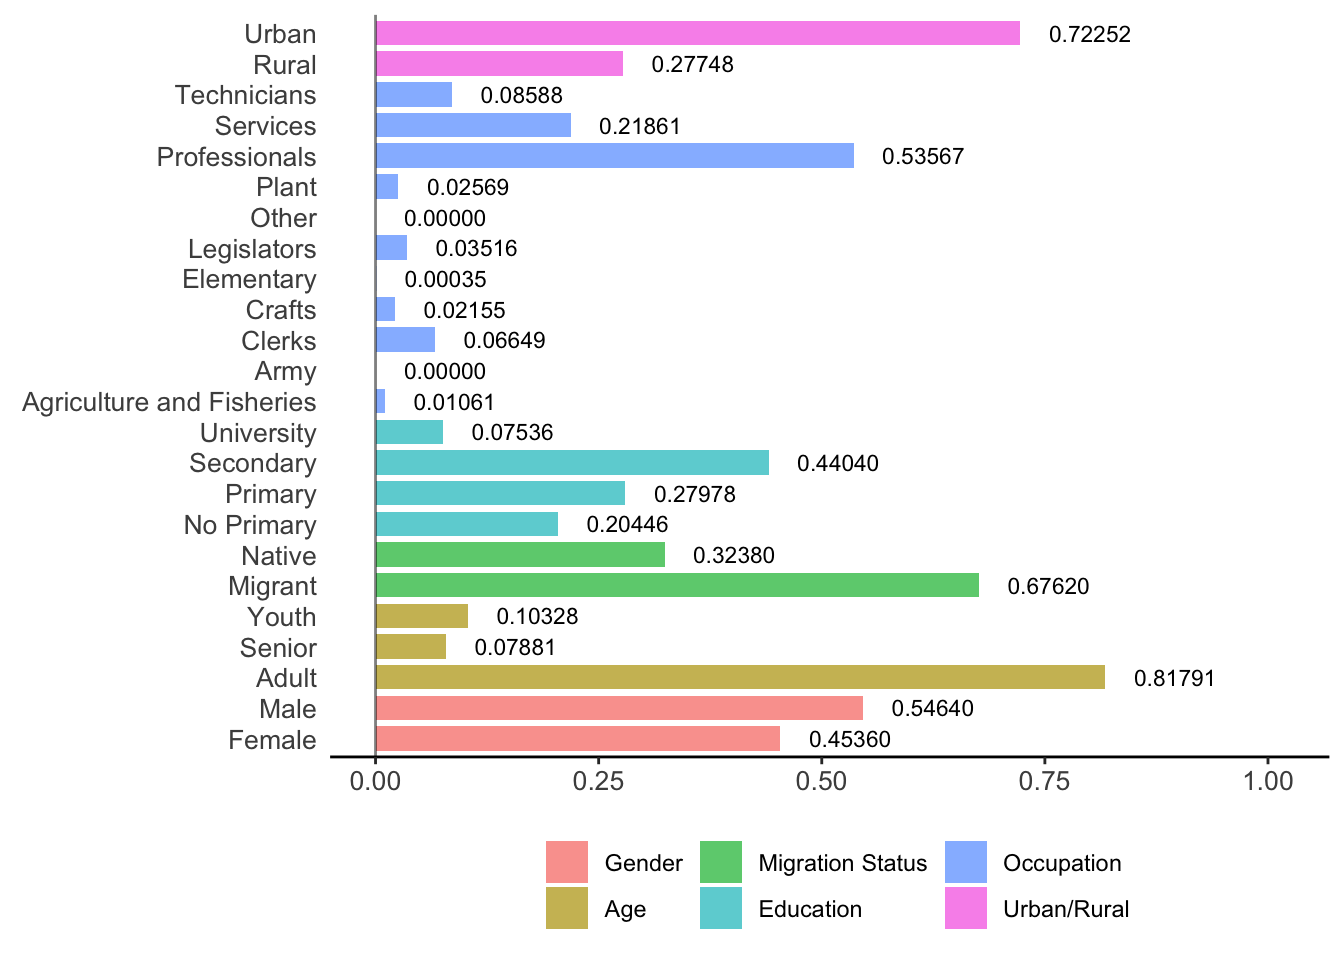 Urban 0.72252
Rural 0.27748
Technicians 0.08588
Services 0.21861
Professionals 0.53567
Plant 0.02569
Other 0.00000
Legislators 0.03516
Elementary 0.00035
Crafts 0.02155
Clerks 0.06649
Army 0.00000
Agriculture and Fisheries 0.01061
University 0.07536
Secondary 0.44040
Primary 0.27978
No Primary 0.20446
Native 0.32380
Migrant 0.67620
Youth 0.10328
Senior 0.07881
Adult 0.81791
Male 0.54640
Female 0.45360
0.00 0.25 0.50 0.75 1.00
Gender Migration Status Occupation
Age Education Urban/Rural